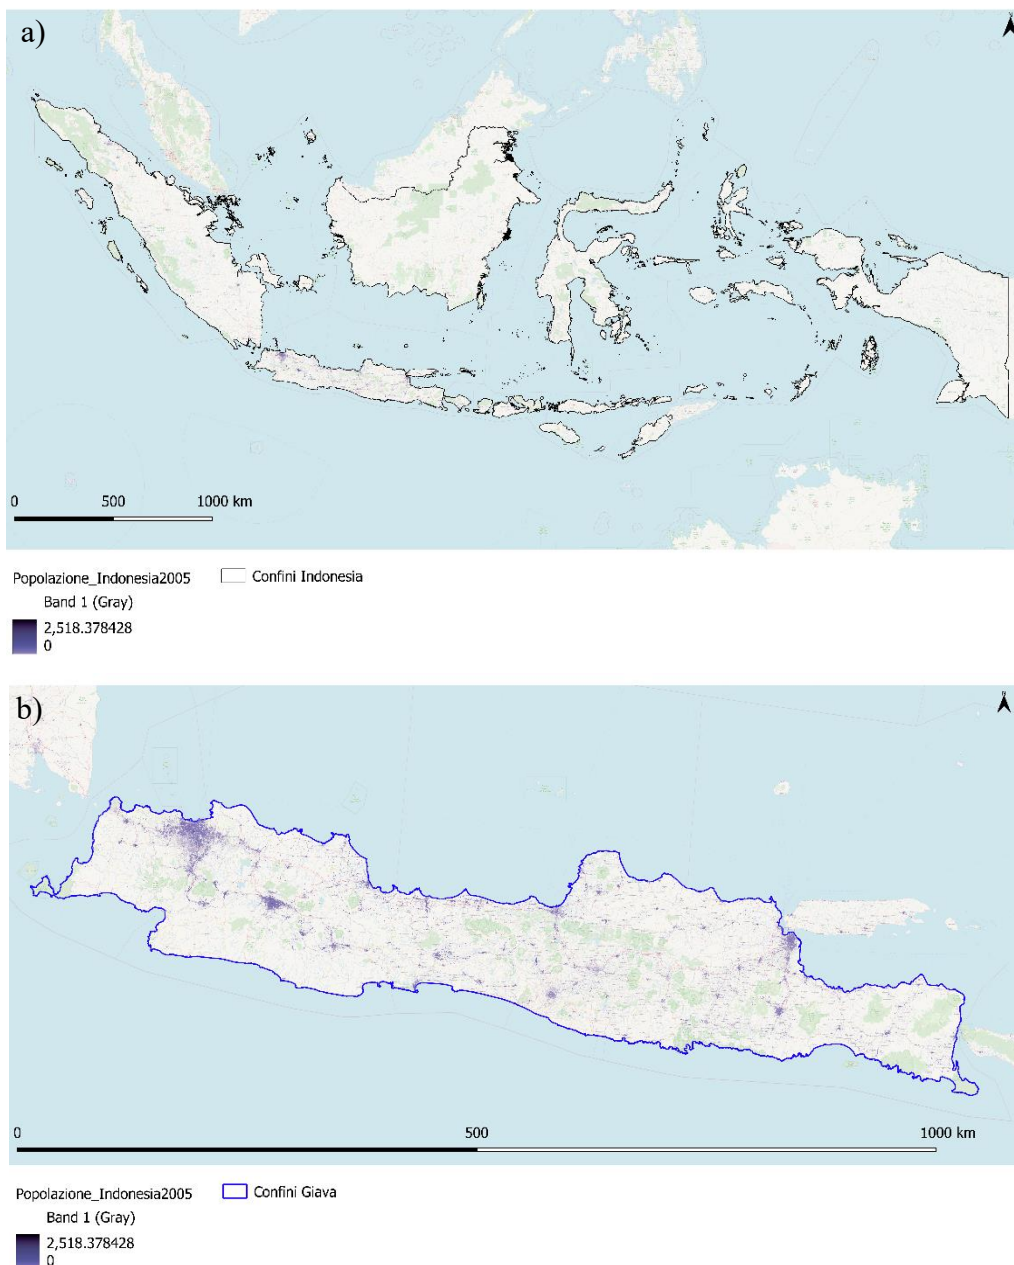 a)
0 500 1000 km
Popolazione_Indonesia2005 Confini Indonesia
Band 1 (Gray)
2,518.378428
0
b)
0 500 1000 km
Popolazione_Indonesia2005 Confini Giava
Band 1 (Gray)
2,518.378428
0